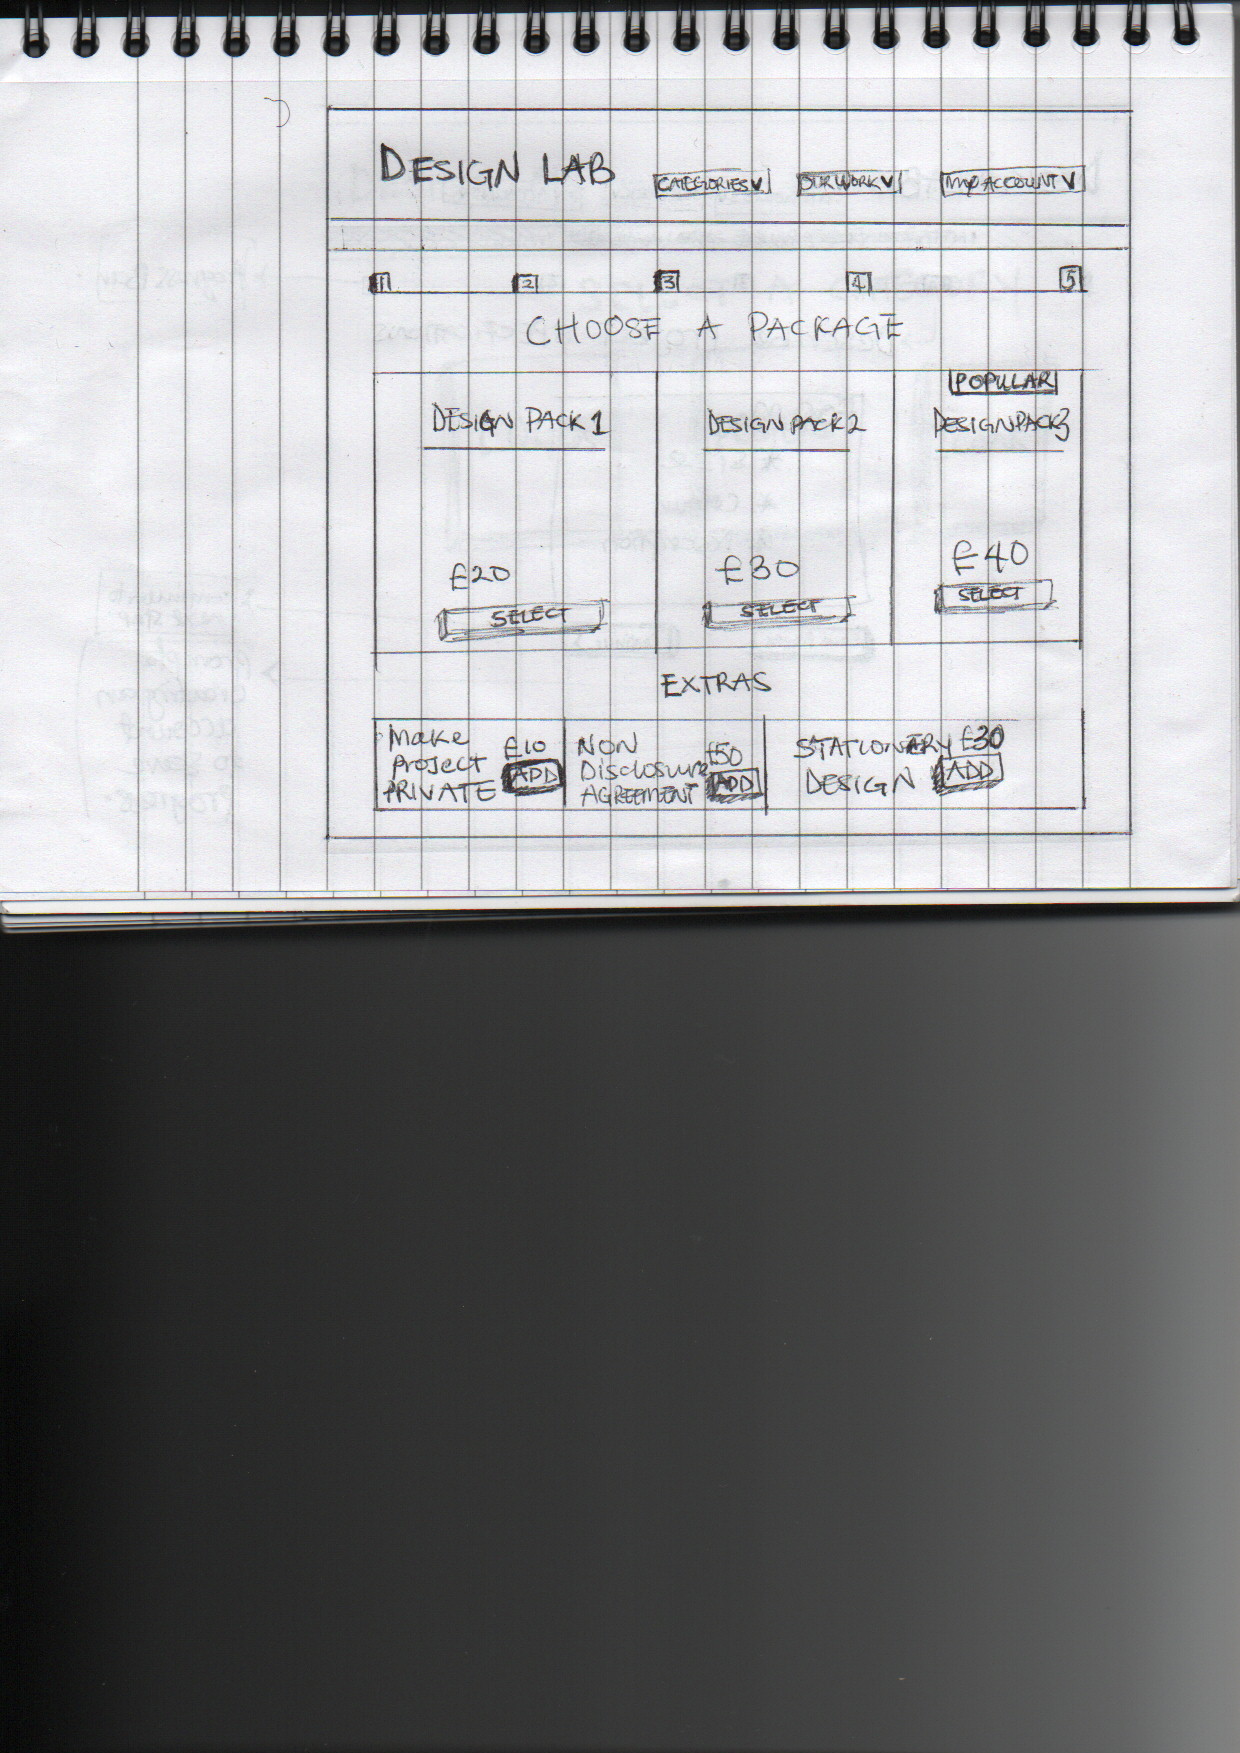 DESIGN LAB
CATEGORIES V
OUR WORK V
MY ACCOUNT V
1 2 3 4 5
CHOOSE A PACKAGE
POPULAR
DESIGN PACK 1
DESIGN PACK 2
DESIGN PACK 3
£20
£30
£40
SELECT
SELECT
SELECT
EXTRAS
Make
Project
PRIVATE
£10
ADD
NON
Disclosure
AGREEMENT
£50
ADD
STATIONERY
DESIGN
£30
ADD